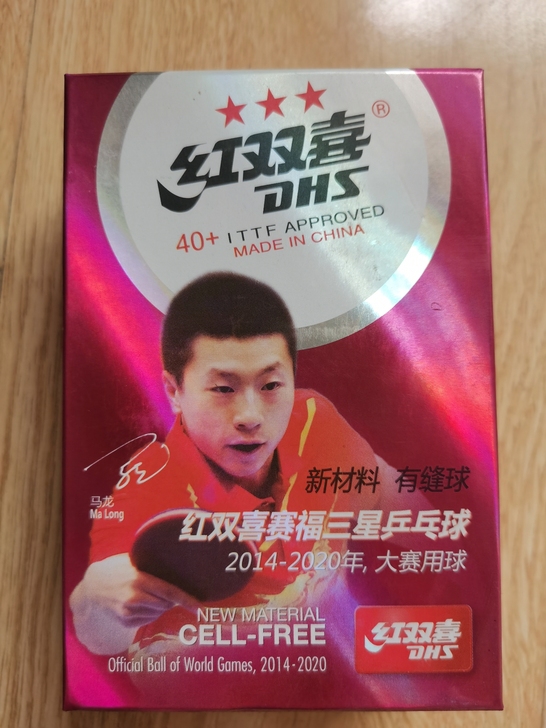 ★★★
红双喜®
DHS
40+ ITTF APPROVED
MADE IN CHINA
马龙
Ma Long
新材料 有缝球
红双喜赛福三星乒乓球
2014-2020年, 大赛用球
NEW MATERIAL
CELL-FREE
Official Ball of World Games, 2014-2020
红双喜
DHS